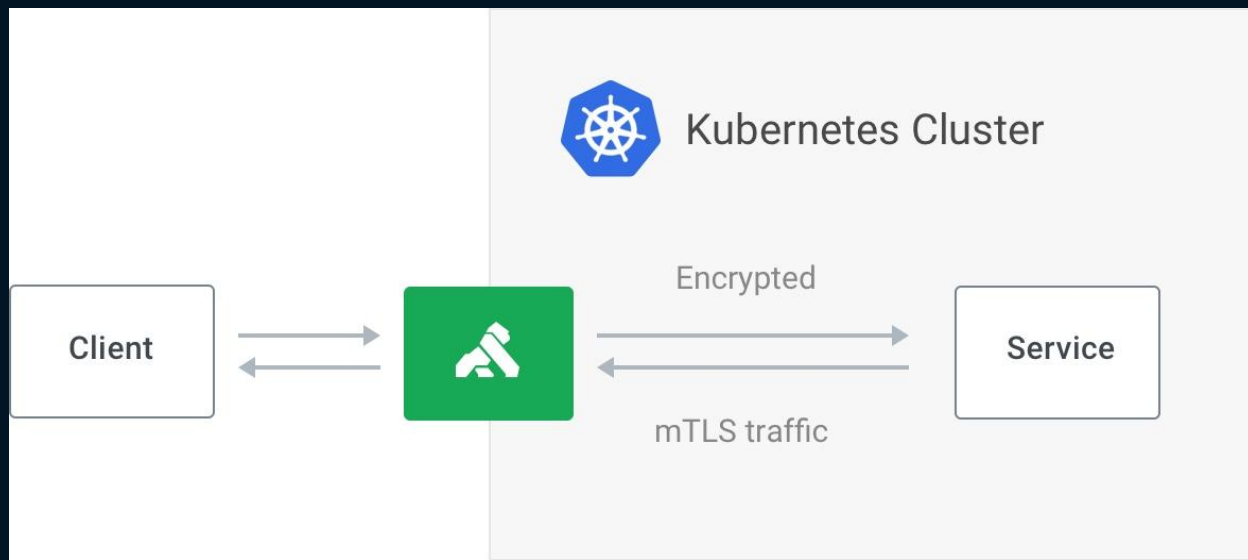 Kubernetes Cluster
Encrypted
Client
Service
mTLS traffic